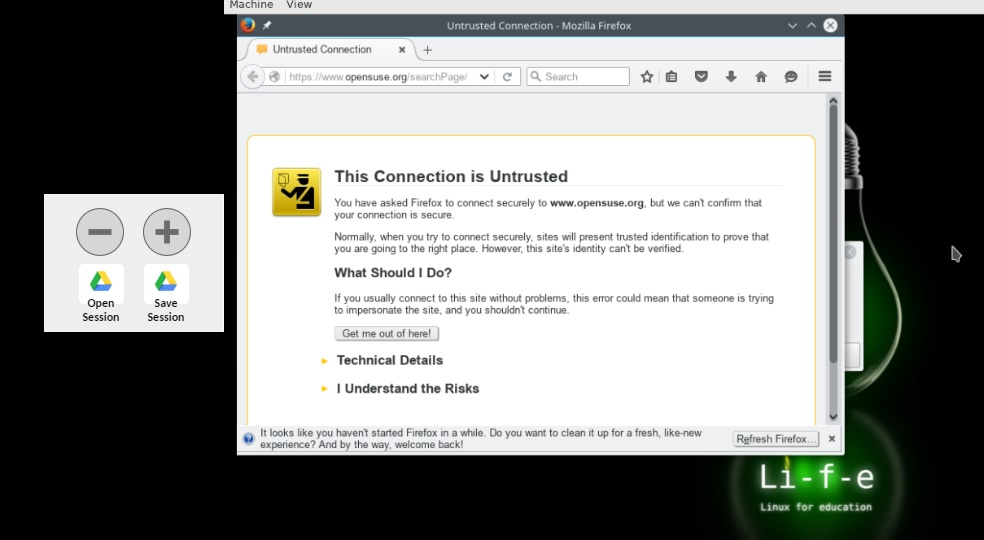 Machine View
Untrusted Connection - Mozilla Firefox
Untrusted Connection
https://www.opensuse.org/searchPage/
Search
This Connection is Untrusted
You have asked Firefox to connect securely to www.opensuse.org, but we can't confirm that
your connection is secure.
Normally, when you try to connect securely, sites will present trusted identification to prove that
you are going to the right place. However, this site's identity can't be verified.
What Should I Do?
If you usually connect to this site without problems, this error could mean that someone is trying
to impersonate the site, and you shouldn't continue.
Get me out of here!
Technical Details
I Understand the Risks
It looks like you haven't started Firefox in a while. Do you want to clean it up for a fresh, like-new
experience? And by the way, welcome back!
Refresh Firefox...
Open
Session
Save
Session
Li-f-e
Linux for education